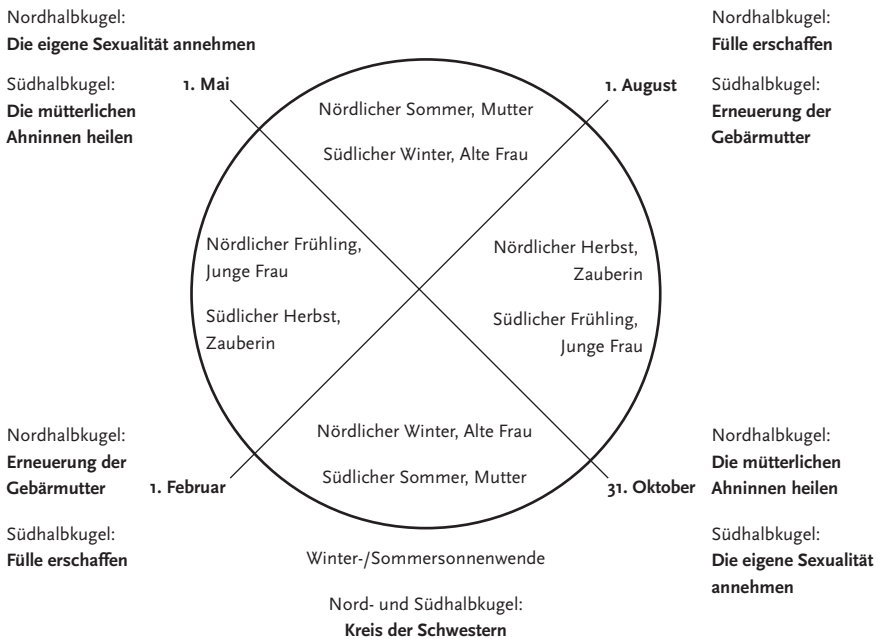 Nordhalbkugel:
Die eigene Sexualität annehmen
Südhalbkugel:
Die mütterlichen
Ahninnen heilen
1. Mai
Nordhalbkugel:
Fülle erschaffen
1. August
Südhalbkugel:
Erneuerung der
Gebärmutter
Nördlicher Sommer, Mutter
Südlicher Winter, Alte Frau
Nördlicher Frühling,
Junge Frau
Südlicher Herbst,
Zauberin
Nördlicher Herbst,
Zauberin
Südlicher Frühling,
Junge Frau
Nördlicher Winter, Alte Frau
Südlicher Sommer, Mutter
Nordhalbkugel:
Erneuerung der
Gebärmutter
1. Februar
Südhalbkugel:
Fülle erschaffen
31. Oktober
Nordhalbkugel:
Die mütterlichen
Ahninnen heilen
Südhalbkugel:
Die eigene Sexualität
annehmen
Winter-/Sommersonnenwende
Nord- und Südhalbkugel:
Kreis der Schwestern